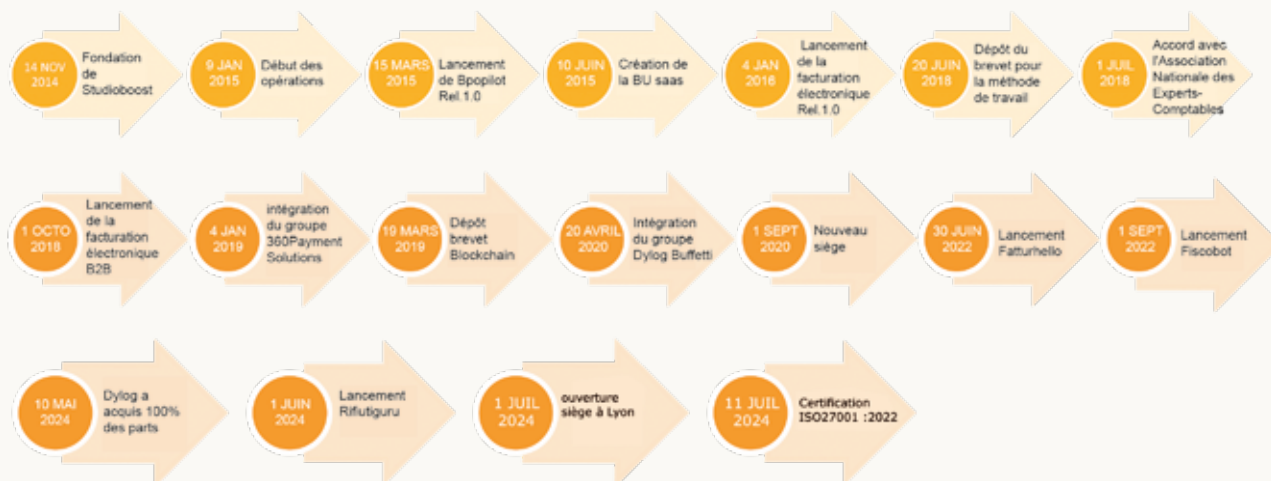 14 NOV
2014
Fondation
de
Studioboost
9 JAN
2015
Début des
opérations
15 MARS
2015
Lancement
de Bpopilot
Rel.1.0
10 JUIN
2015
Création de
la BU saas
4 JAN
2016
Lancement
de la
facturation
électronique
Rel.1.0
20 JUIN
2018
Dépôt du
brevet pour
la méthode
de travail
1 JUIL
2018
Accord avec
l'Association
Nationale des
Experts-
Comptables
1 OCTO
2018
Lancement
de la
facturation
électronique
B2B
4 JAN
2019
intégration
du groupe
360Payment
Solutions
19 MARS
2019
Dépôt
brevet
Blockchain
20 AVRIL
2020
Intégration
du groupe
Dylog Buffetti
1 SEPT
2020
Nouveau
siège
30 JUIN
2022
Lancement
Fatturhello
1 SEPT
2022
Lancement
Fiscobot
10 MAI
2024
Dylog a
acquis 100%
des parts
1 JUIN
2024
Lancement
Rifiutiguru
1 JUIL
2024
ouverture
siège à Lyon
11 JUIL
2024
Certification
ISO27001 :2022